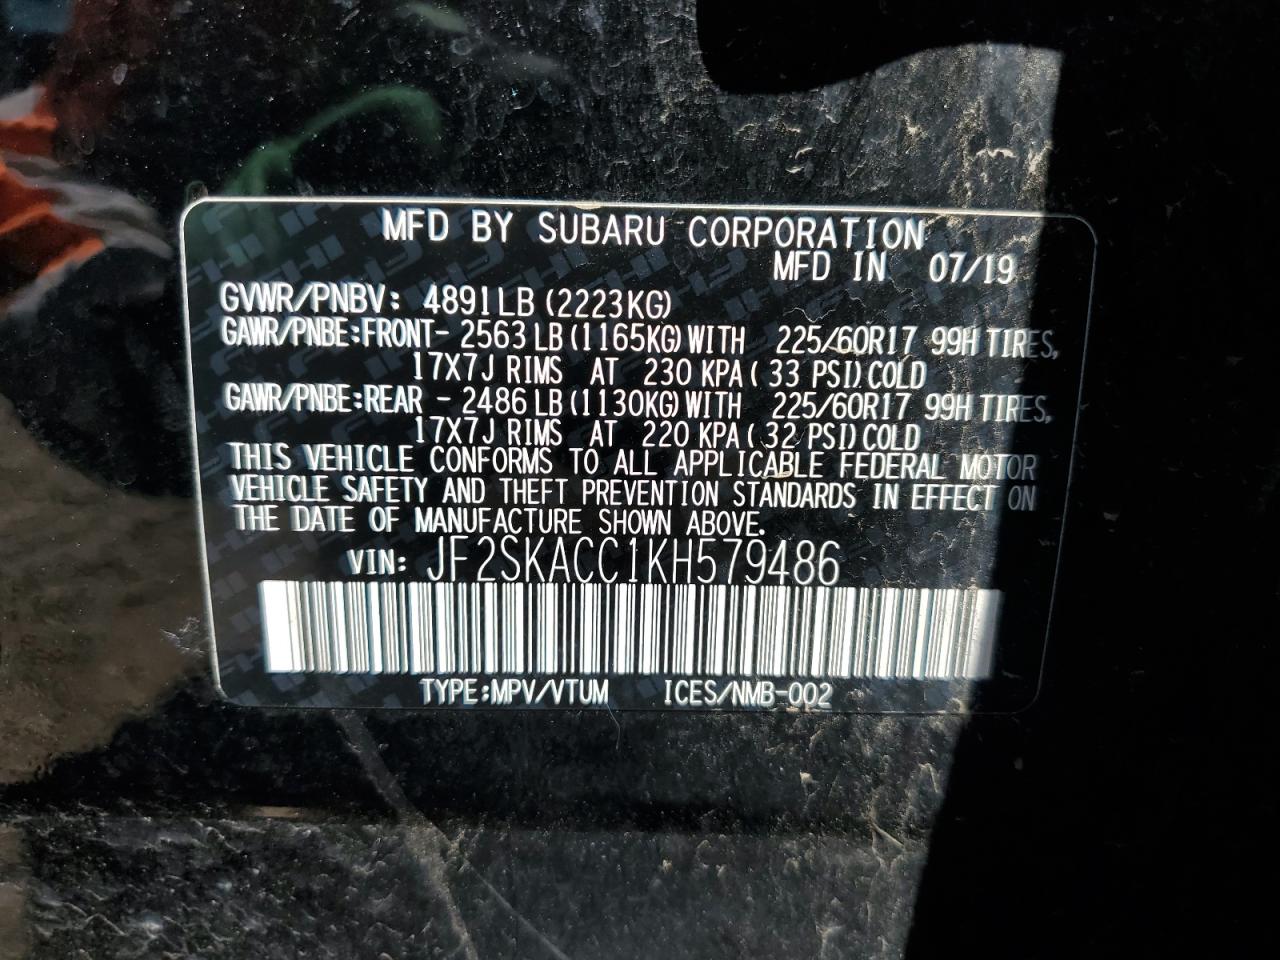 MFD BY SUBARU CORPORATION
MFD IN 07/19
GVWR/PNBV: 4891LB (2223KG)
GAWR/PNBE:FRONT- 2563 LB (1165KG) WITH 225/60R17 99H TIRES,
17X7J RIMS AT 230 KPA ( 33 PSI) COLD
GAWR/PNBE:REAR - 2486 LB (1130KG) WITH 225/60R17 99H TIRES,
17X7J RIMS AT 220 KPA ( 32 PSI) COLD
THIS VEHICLE CONFORMS TO ALL APPLICABLE FEDERAL MOTOR
VEHICLE SAFETY AND THEFT PREVENTION STANDARDS IN EFFECT ON
THE DATE OF MANUFACTURE SHOWN ABOVE.
VIN: JF2SKACC1KH579486
TYPE:MPV/VTUM ICES/NMB-002